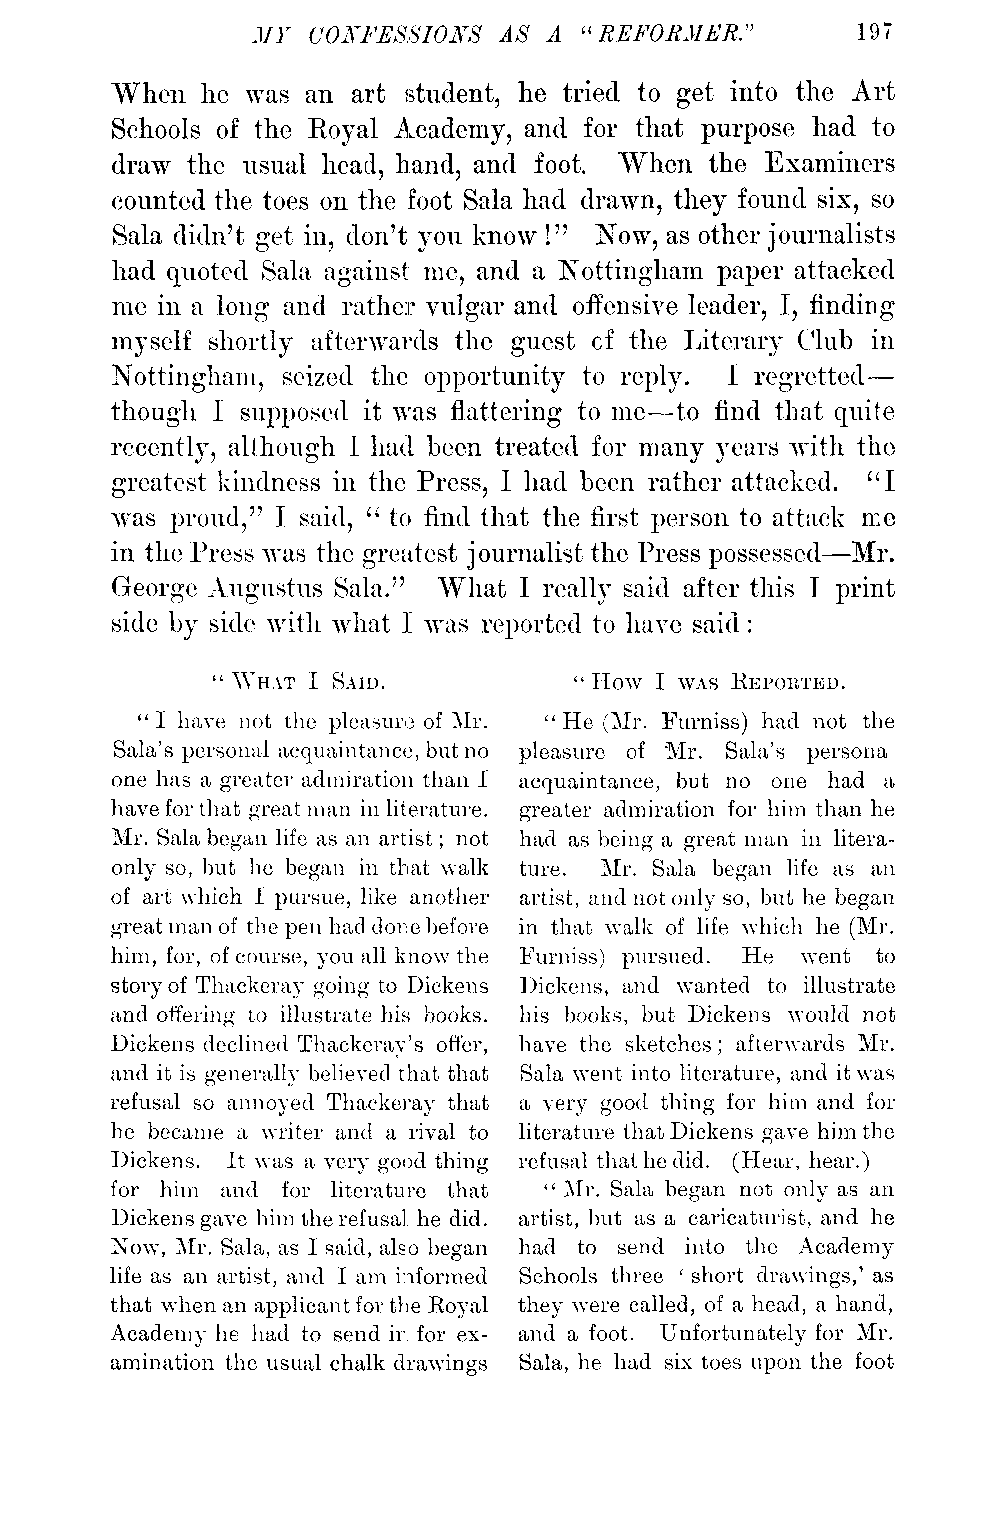 MY CONFESSIONS AS A “REFORMER.” 197
When he was an art student, he tried to get into the Art
Schools of the Royal Academy, and for that purpose had to
draw the usual head, hand, and foot. When the Examiners
counted the toes on the foot Sala had drawn, they found six, so
Sala didn’t get in, don’t you know!” Now, as other journalists
had quoted Sala against me, and a Nottingham paper attacked
me in a long and rather vulgar and offensive leader, I, finding
myself shortly afterwards the guest of the Literary Club in
Nottingham, seized the opportunity to reply. I regretted—
though I supposed it was flattering to me—to find that quite
recently, although I had been treated for many years with the
greatest kindness in the Press, I had been rather attacked. “I
was proud,” I said, “to find that the first person to attack me
in the Press was the greatest journalist the Press possessed—Mr.
George Augustus Sala.” What I really said after this I print
side by side with what I was reported to have said:
“WHAT I SAID.
“I have not the pleasure of Mr.
Sala’s personal acquaintance, but no
one has a greater admiration than I
have for that great man in literature.
Mr. Sala began life as an artist; not
only so, but he began in that walk
of art which I pursue, like another
great man of the pen had done before
him, for, of course, you all know the
story of Thackeray going to Dickens
and offering to illustrate his books.
Dickens declined Thackeray’s offer,
and it is generally believed that that
refusal so annoyed Thackeray that
he became a writer and a rival to
Dickens. It was a very good thing
for him and for literature that
Dickens gave him the refusal he did.
Now, Mr. Sala, as I said, also began
life as an artist, and I am informed
that when an applicant for the Royal
Academy he had to send in for ex-
amination the usual chalk drawings
“HOW I WAS REPORTED.
“He (Mr. Furniss) had not the
pleasure of Mr. Sala’s persona
acquaintance, but no one had a
greater admiration for him than he
had as being a great man in litera-
ture. Mr. Sala began life as an
artist, and not only so, but he began
in that walk of life which he (Mr.
Furniss) pursued. He went to
Dickens, and wanted to illustrate
his books, but Dickens would not
have the sketches; afterwards Mr.
Sala went into literature, and it was
a very good thing for him and for
literature that Dickens gave him the
refusal that he did. (Hear, hear.)
“Mr. Sala began not only as an
artist, but as a caricaturist, and he
had to send into the Academy
Schools three ‘short drawings,’ as
they were called, of a head, a hand,
and a foot. Unfortunately for Mr.
Sala, he had six toes upon the foot